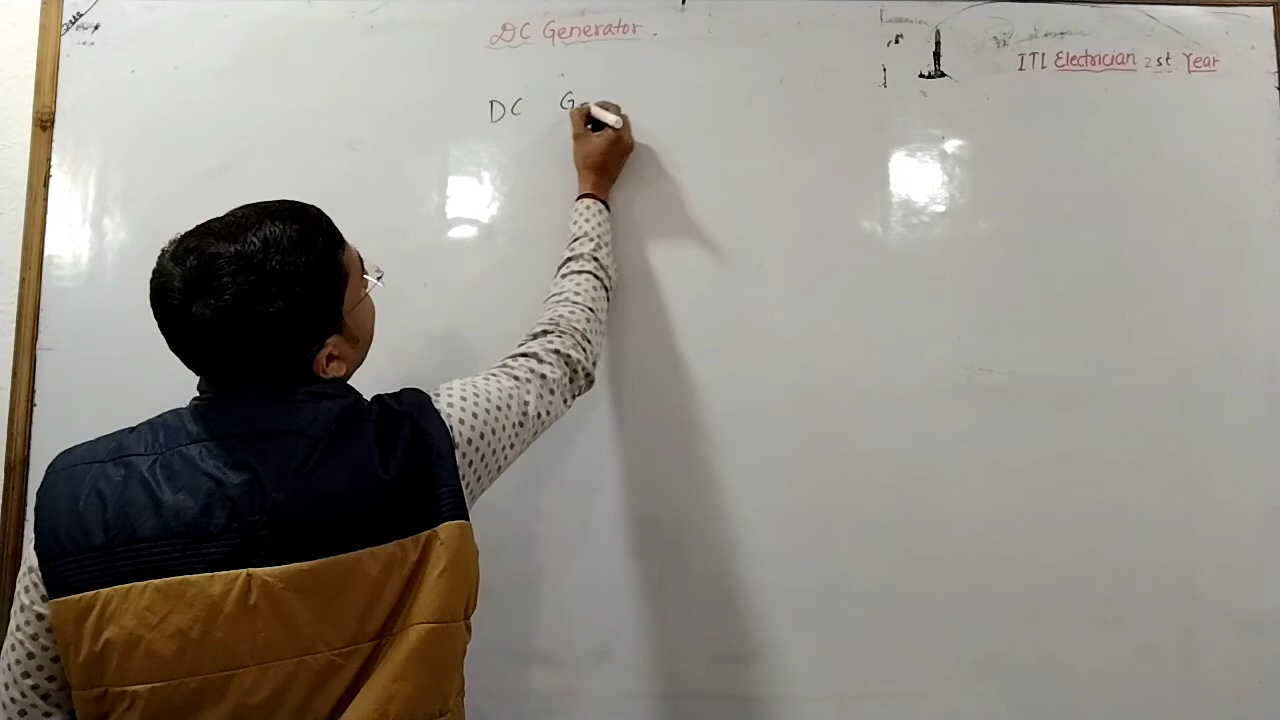 DC Generator.
ITI Electrician 2st Year
DC G